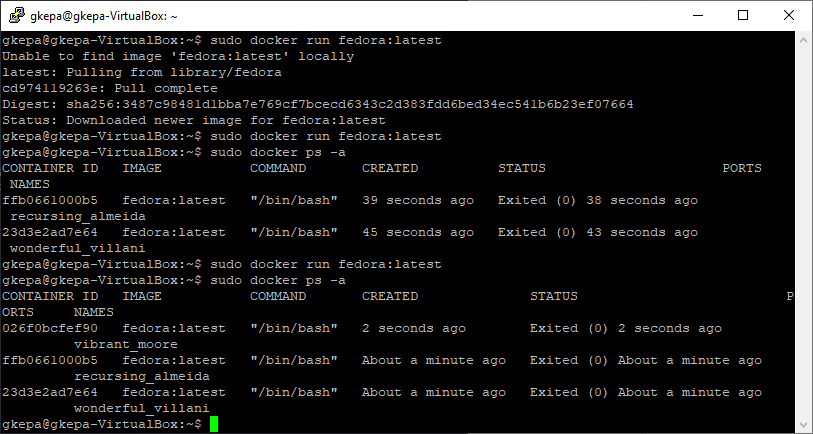 gkepa@gkepa-VirtualBox: ~
gkepa@gkepa-VirtualBox:~$ sudo docker run fedora:latest
Unable to find image 'fedora:latest' locally
latest: Pulling from library/fedora
cd974119263e: Pull complete
Digest: sha256:3487c98481d1bba7e769cf7bcecd6343c2d383fdd6bed34ec541b6b23ef07664
Status: Downloaded newer image for fedora:latest
gkepa@gkepa-VirtualBox:~$ sudo docker run fedora:latest
gkepa@gkepa-VirtualBox:~$ sudo docker ps -a
CONTAINER ID   IMAGE           COMMAND       CREATED          STATUS                      PORTS
 NAMES
ffb0661000b5   fedora:latest   "/bin/bash"   39 seconds ago   Exited (0) 38 seconds ago
 recursing_almeida
23d3e2ad7e64   fedora:latest   "/bin/bash"   45 seconds ago   Exited (0) 43 seconds ago
 wonderful_villani
gkepa@gkepa-VirtualBox:~$ sudo docker run fedora:latest
gkepa@gkepa-VirtualBox:~$ sudo docker ps -a
CONTAINER ID   IMAGE           COMMAND       CREATED              STATUS                          P
ORTS     NAMES
026f0bcfef90   fedora:latest   "/bin/bash"   2 seconds ago        Exited (0) 2 seconds ago
         vibrant_moore
ffb0661000b5   fedora:latest   "/bin/bash"   About a minute ago   Exited (0) About a minute ago
         recursing_almeida
23d3e2ad7e64   fedora:latest   "/bin/bash"   About a minute ago   Exited (0) About a minute ago
         wonderful_villani
gkepa@gkepa-VirtualBox:~$